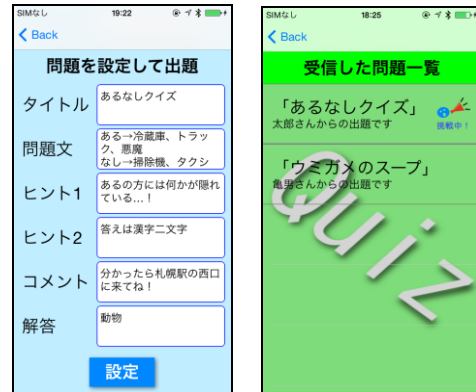 SIMなし 19:22
Back
問題を設定して出題
タイトル
あるなしクイズ
問題文
ある→冷蔵庫、トラッ
ク、悪魔
なし→掃除機、タクシ
ヒント1
あるの方には何かが隠れ
ている...!
ヒント2
答えは漢字二文字
コメント
分かったら札幌駅の西口
に来てね!
解答
動物
設定
SIMなし 18:25
Back
受信した問題一覧
「あるなしクイズ」
太郎さんからの出題です
挑戦中!
「ウミガメのスープ」
亀男さんからの出題です
Quiz